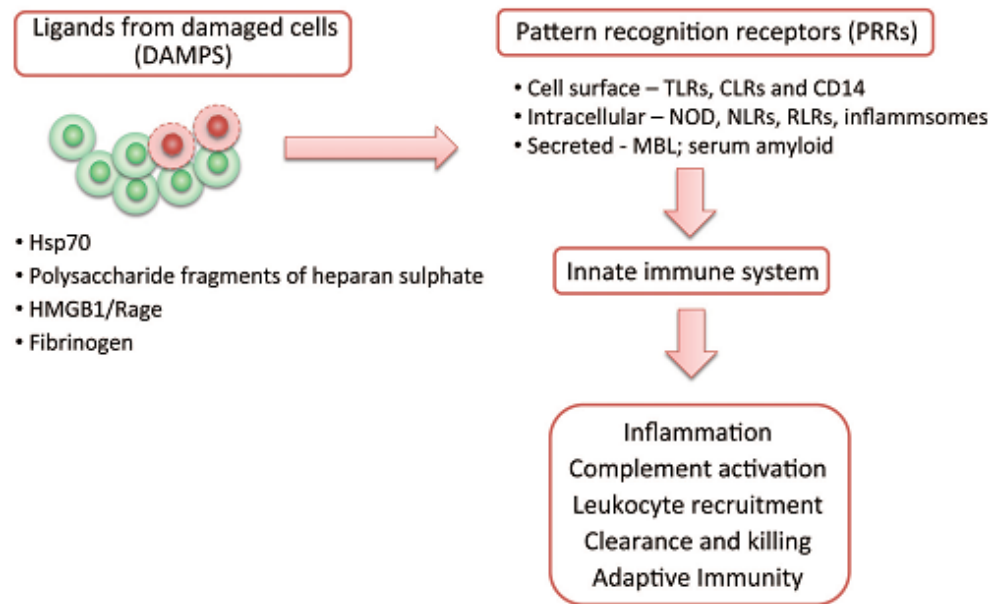 Ligands from damaged cells
(DAMPS)
• Hsp70
• Polysaccharide fragments of heparan sulphate
• HMGB1/Rage
• Fibrinogen
Pattern recognition receptors (PRRs)
• Cell surface – TLRs, CLRs and CD14
• Intracellular – NOD, NLRs, RLRs, inflammsomes
• Secreted - MBL; serum amyloid
Innate immune system
Inflammation
Complement activation
Leukocyte recruitment
Clearance and killing
Adaptive Immunity